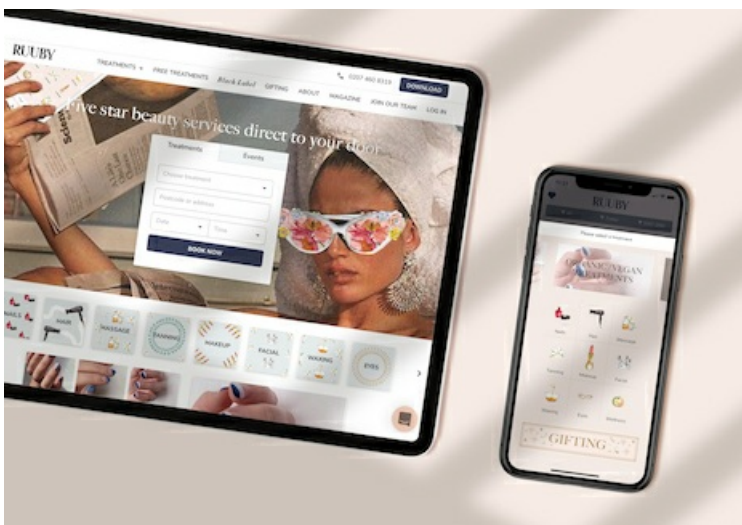 RUUBY
0207 460 8319
DOWNLOAD
TREATMENTS
FREE TREATMENTS
Black Label
GIFTING
ABOUT
MAGAZINE
JOIN OUR TEAM
LOG IN
Five star beauty services direct to your door
Treatments
Events
Choose treatment
Postcode or address
Date
Time
BOOK NOW
NAILS
HAIR
MASSAGE
TANNING
MAKEUP
FACIAL
WAXING
EYES
RUUBY
Please select a treatment
ORGANIC/VEGAN
TREATMENTS
Nails
Hair
Massage
Tanning
Makeup
Facial
Waxing
Eyes
Wellness
GIFTING